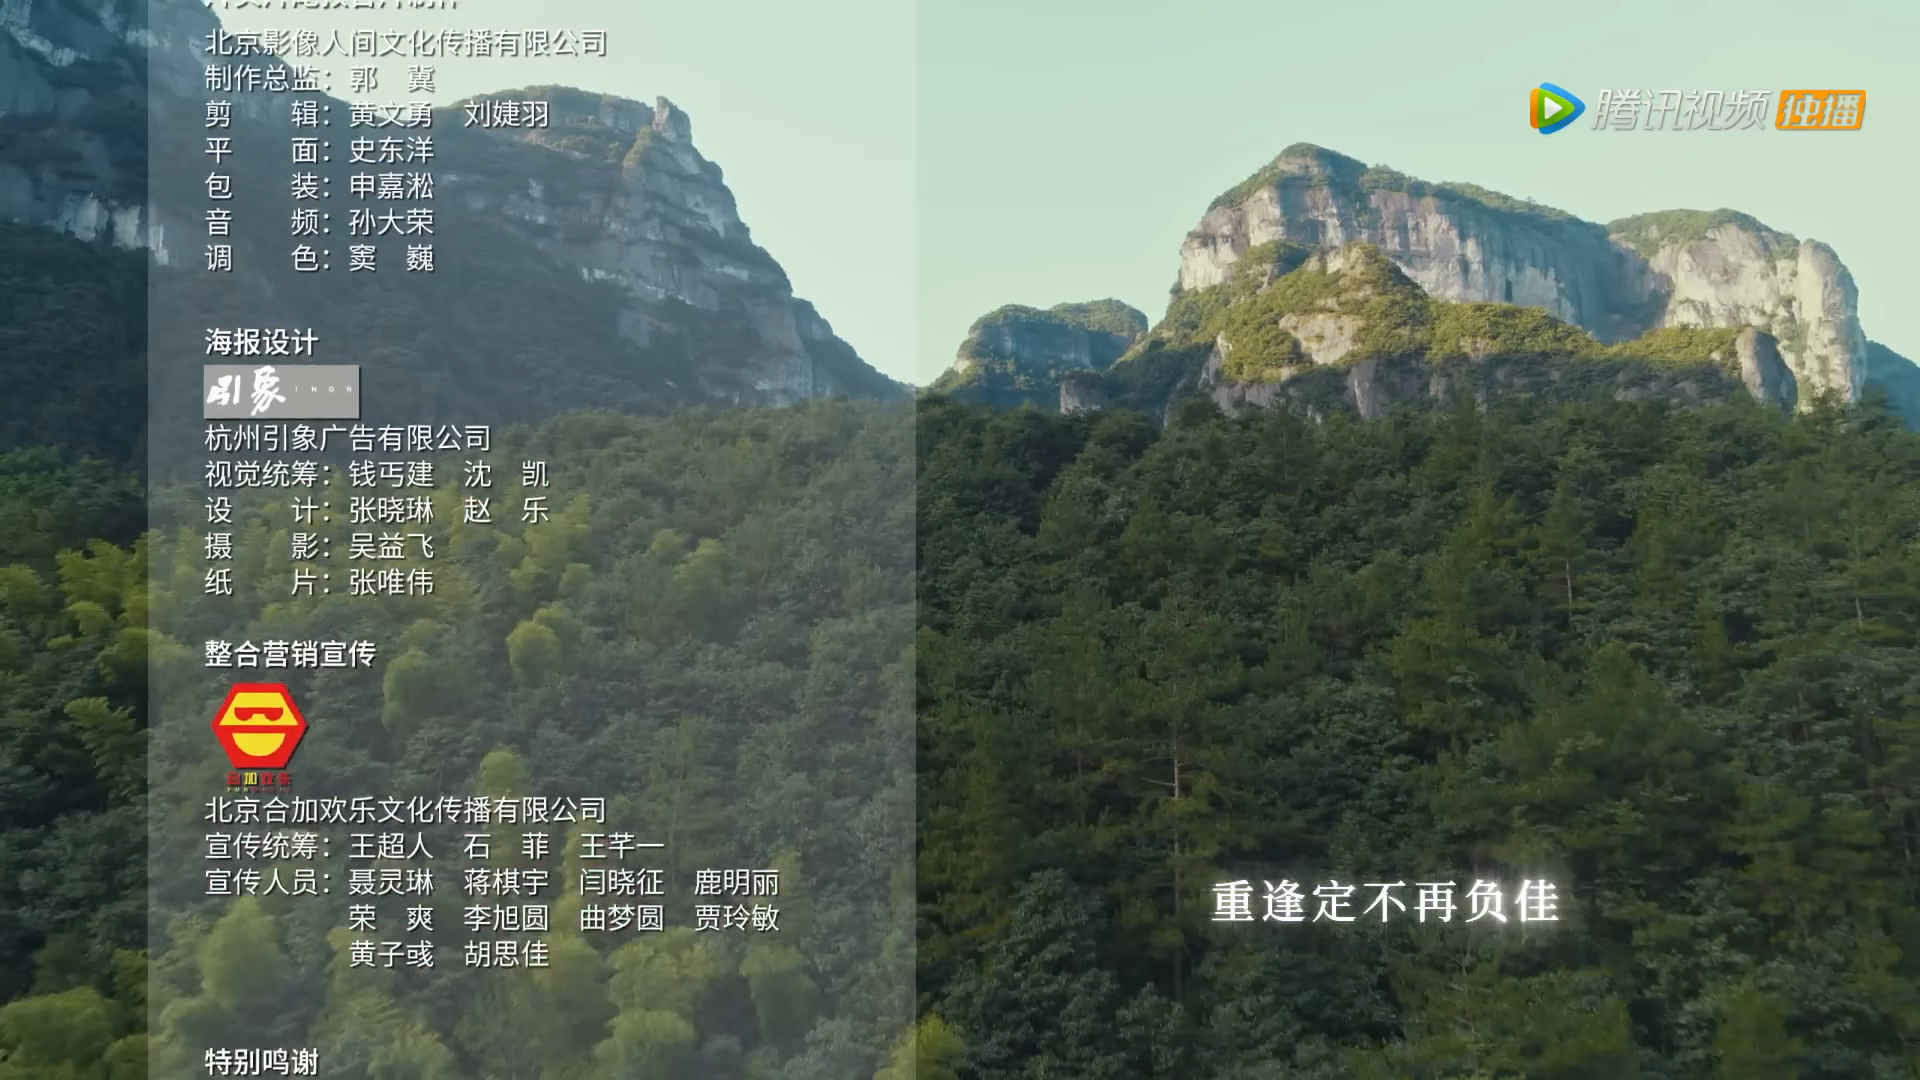 北京影像人间文化传播有限公司
制作总监：郭 冀
剪 辑：黄文勇 刘婕羽
平 面：史东洋
包 装：申嘉淞
音 频：孙大荣
调 色：窦 巍
海报设计
引象 INON
杭州引象广告有限公司
视觉统筹：钱丐建 沈 凯
设 计：张晓琳 赵 乐
摄 影：吴益飞
纸 片：张唯伟
整合营销宣传
合加欢乐
北京合加欢乐文化传播有限公司
宣传统筹：王超人 石 菲 王芊一
宣传人员：聂灵琳 蒋棋宇 闫晓征 鹿明丽
荣 爽 李旭圆 曲梦圆 贾玲敏
黄子彧 胡思佳
特别鸣谢
腾讯视频 独播
重逢定不再负佳